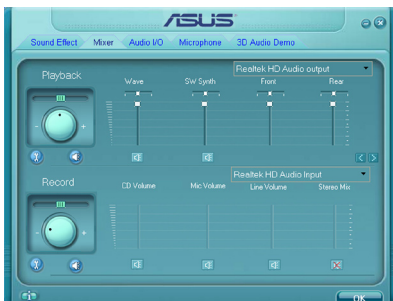 ASUS
Sound Effect Mixer Audio I/O Microphone 3D Audio Demo
Realtek HD Audio output
Playback
Wave SW Synth Front Rear
- +
Realtek HD Audio Input
Record
CD Volume Mic Volume Line Volume Stereo Mix
- +
OK